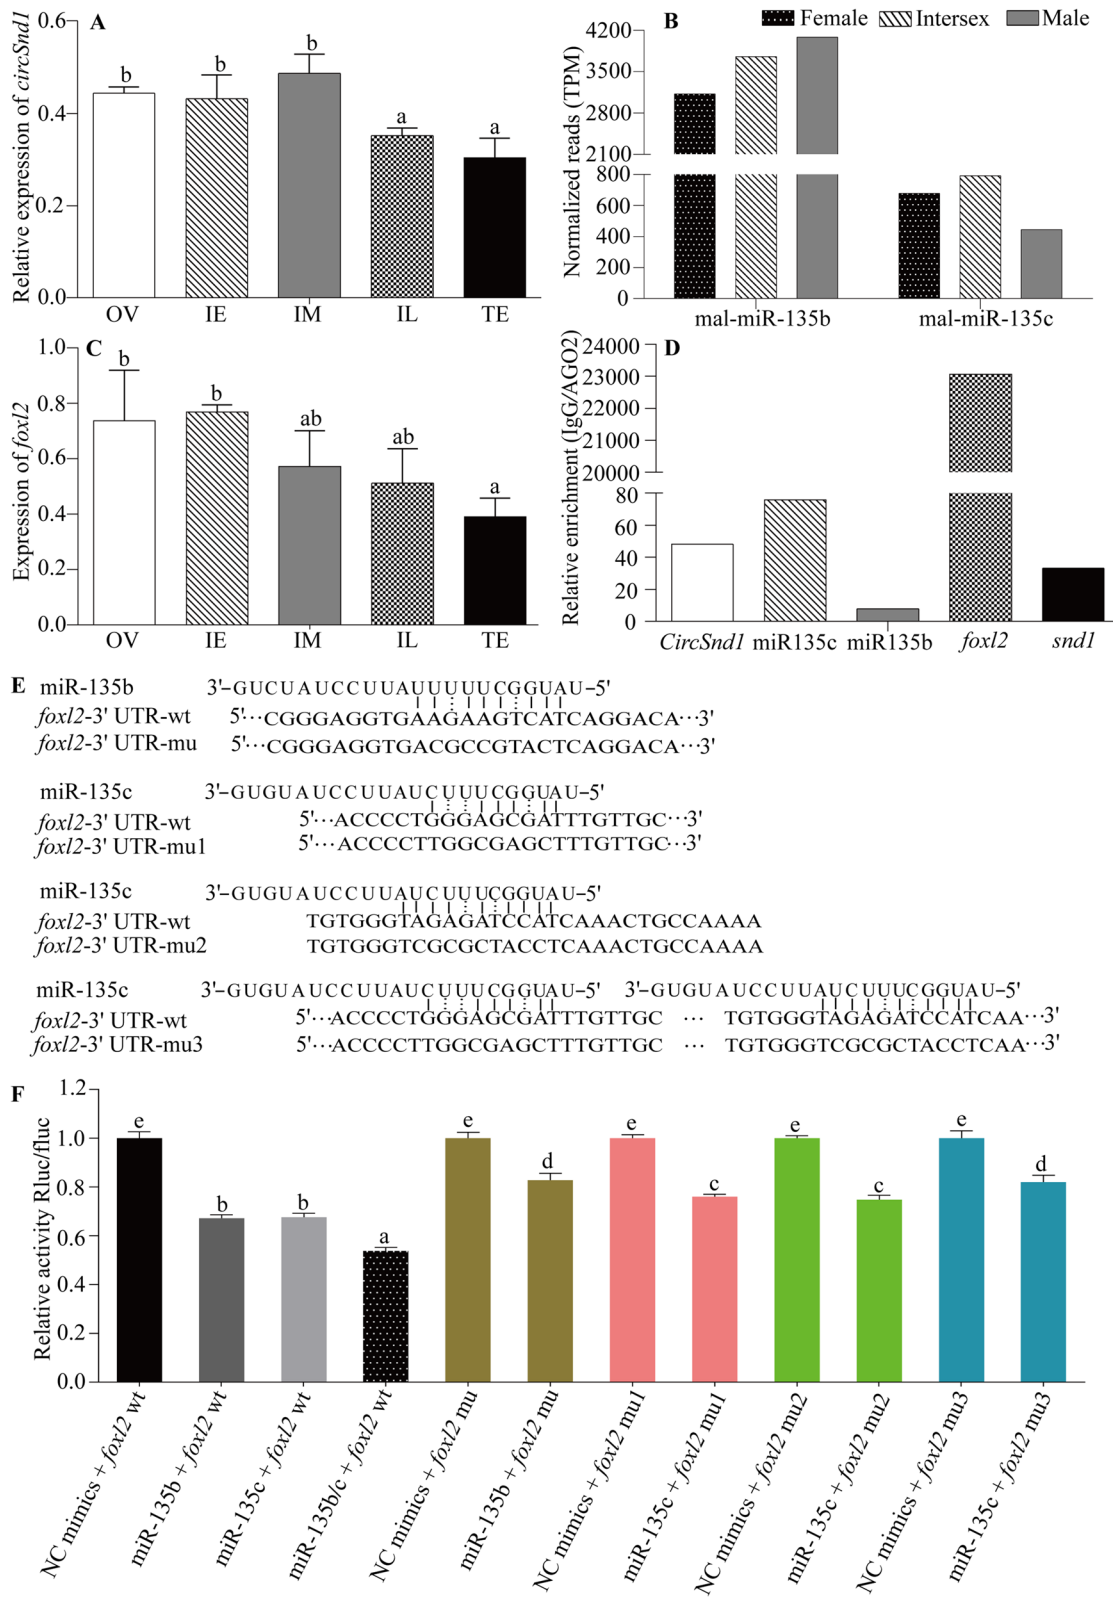 A
Relative expression of circSnd1
0.6
0.4
0.2
0.0
b
b
b
a
a
OV IE IM IL TE
B
Female Intersex Male
Normalized reads (TPM)
4200
3500
2800
2100
800
600
400
200
0
mal-miR-135b mal-miR-135c
C
Expression of foxl2
1.0
0.8
0.6
0.4
0.2
0.0
b
b
ab
ab
a
OV IE IM IL TE
D
Relative enrichment (IgG/AGO2)
24000
23000
22000
21000
20000
80
60
40
20
0
CircSnd1 miR135c miR135b foxl2 snd1
E
miR-135b 3'-GUCUAUCCUUAUUUUUCGGUAU-5'
foxl2-3' UTR-wt 5'···CGGGAGGTGAAGAAGTCATCAGGACA···3'
foxl2-3' UTR-mu 5'···CGGGAGGTGACGCCGTACTCAGGACA···3'
miR-135c 3'-GUGUAUCCUUAUCUUUCGGUAU-5'
foxl2-3' UTR-wt 5'···ACCCCTGGGAGCGATTTGTTGC···3'
foxl2-3' UTR-mu1 5'···ACCCCTTGGCGAGCTTTGTTGC···3'
miR-135c 3'-GUGUAUCCUUAUCUUUCGGUAU-5'
foxl2-3' UTR-wt TGTGGGTAGAGATCCATCAAACTGCCAAAA
foxl2-3' UTR-mu2 TGTGGGTCGCGCTACCTCAAACTGCCAAAA
miR-135c 3'-GUGUAUCCUUAUCUUUCGGUAU-5' 3'-GUGUAUCCUUAUCUUUCGGUAU-5'
foxl2-3' UTR-wt 5'···ACCCCTGGGAGCGATTTGTTGC ··· TGTGGGTAGAGATCCATCAA···3'
foxl2-3' UTR-mu3 5'···ACCCCTTGGCGAGCTTTGTTGC ··· TGTGGGTCGCGCTACCTCAA···3'
F
Relative activity Rluc/fluc
1.2
1.0
0.8
0.6
0.4
0.2
0.0
e
b
b
a
e
d
e
c
e
c
e
d
NC mimics + foxl2 wt
miR-135b + foxl2 wt
miR-135c + foxl2 wt
miR-135b/c + foxl2 wt
NC mimics + foxl2 mu
miR-135b + foxl2 mu
NC mimics + foxl2 mu1
miR-135c + foxl2 mu1
NC mimics + foxl2 mu2
miR-135c + foxl2 mu2
NC mimics + foxl2 mu3
miR-135c + foxl2 mu3